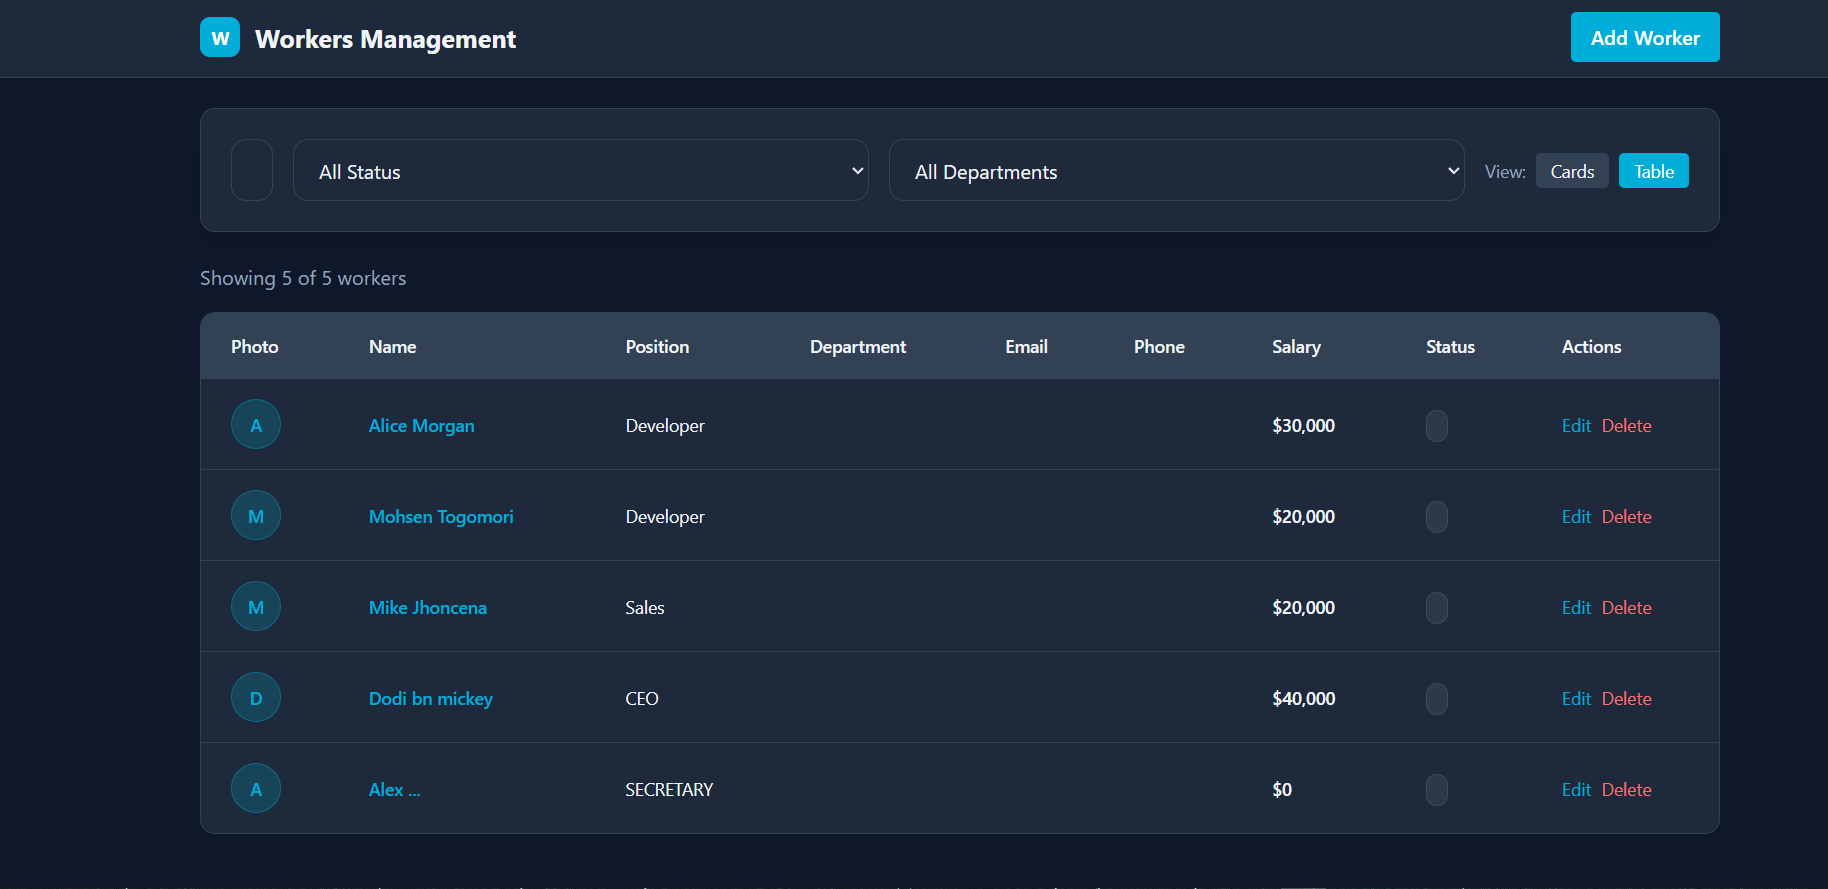 W Workers Management Add Worker
All Status All Departments View: Cards Table
Showing 5 of 5 workers
Photo Name Position Department Email Phone Salary Status Actions
A Alice Morgan Developer $30,000 Edit Delete
M Mohsen Togomori Developer $20,000 Edit Delete
M Mike Jhoncena Sales $20,000 Edit Delete
D Dodi bn mickey CEO $40,000 Edit Delete
A Alex ... SECRETARY $0 Edit Delete